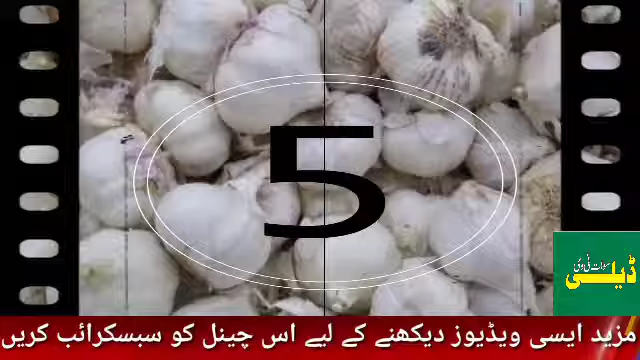 5
ڈیلی
مزید ایسی ویڈیوز دیکھنے کے لیے اس چینل کو سبسکرائب کریں